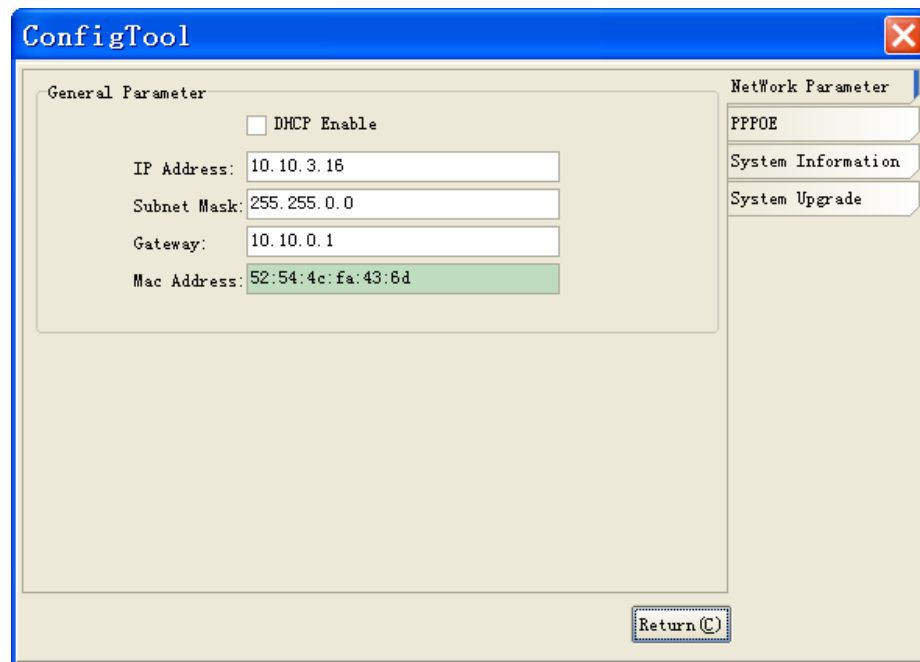 ConfigTool
General Parameter
DHCP Enable
IP Address: 10.10.3.16
Subnet Mask: 255.255.0.0
Gateway: 10.10.0.1
Mac Address: 52:54:4c:fa:43:6d
NetWork Parameter
PPPOE
System Information
System Upgrade
Return(C)